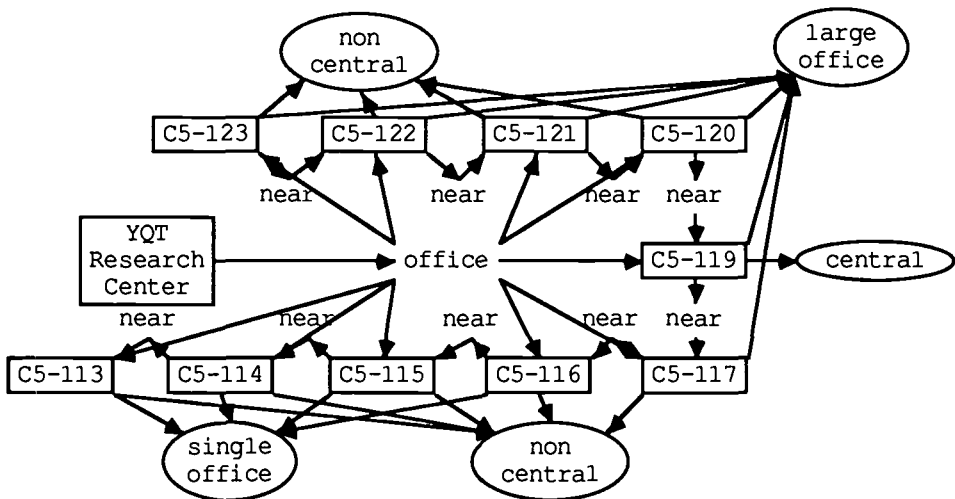 non
central
large
office
C5-123
C5-122
C5-121
C5-120
near
near
near
near
YQT
Research
Center
office
C5-119
central
near
near
near
near
near
C5-113
C5-114
C5-115
C5-116
C5-117
single
office
non
central